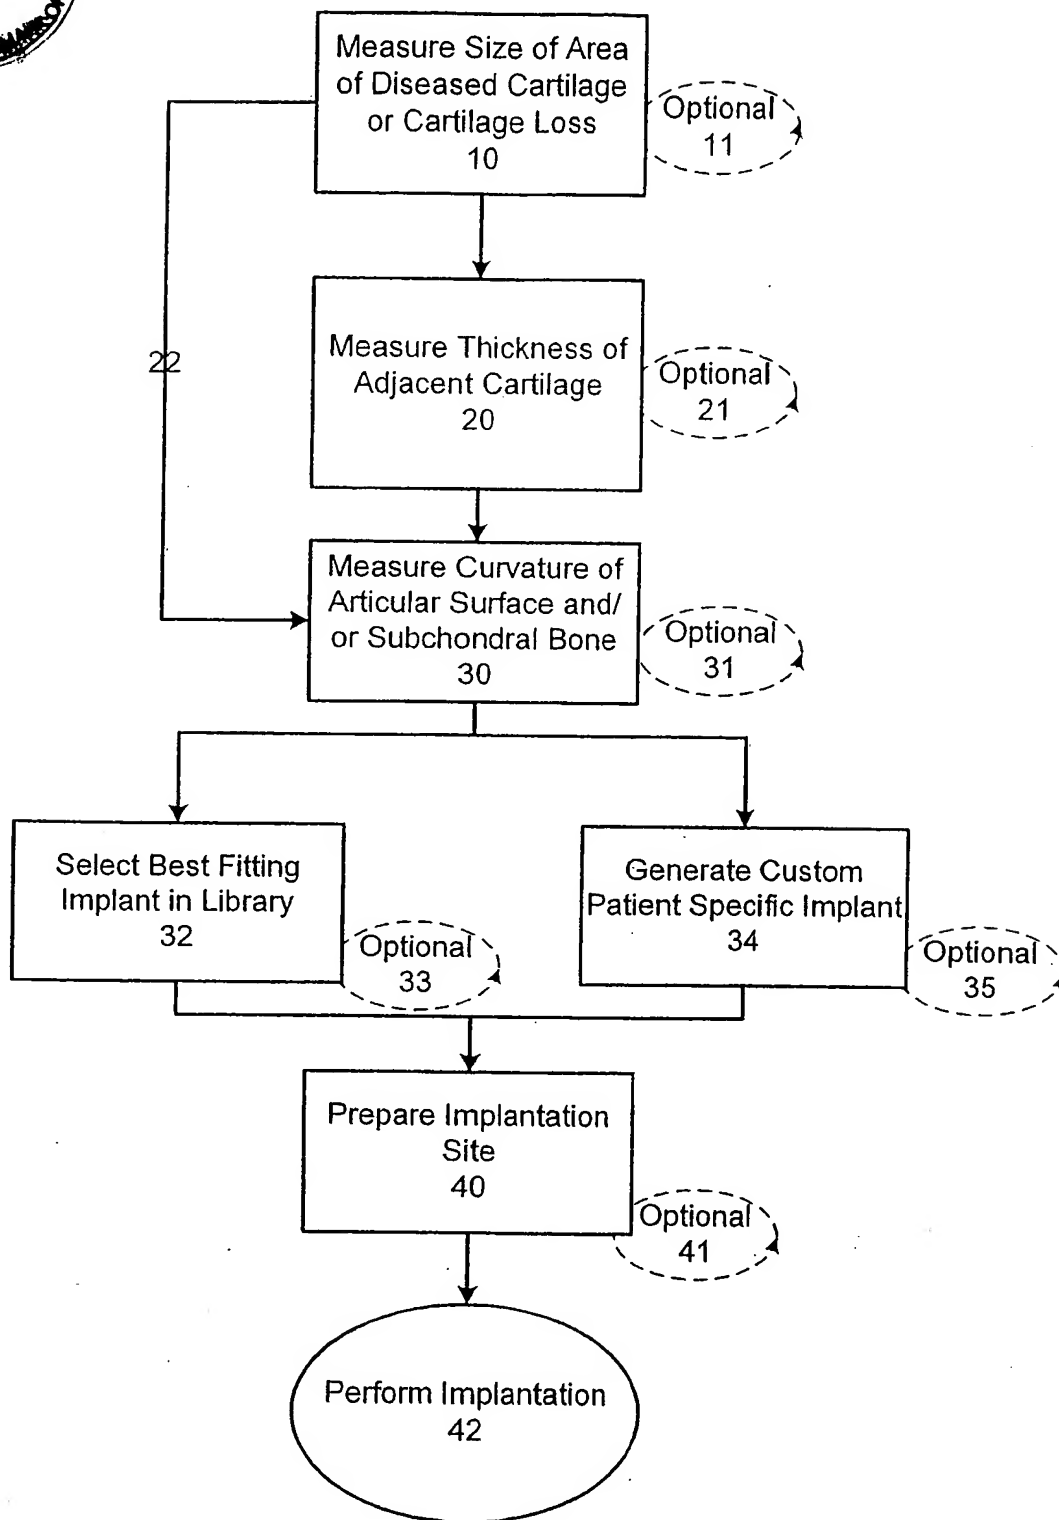 Measure Size of Area
of Diseased Cartilage
or Cartilage Loss
10
Optional
11
22
Measure Thickness of
Adjacent Cartilage
20
Optional
21
Measure Curvature of
Articular Surface and/
or Subchondral Bone
30
Optional
31
Select Best Fitting
Implant in Library
32
Optional
33
Generate Custom
Patient Specific Implant
34
Optional
35
Prepare Implantation
Site
40
Optional
41
Perform Implantation
42